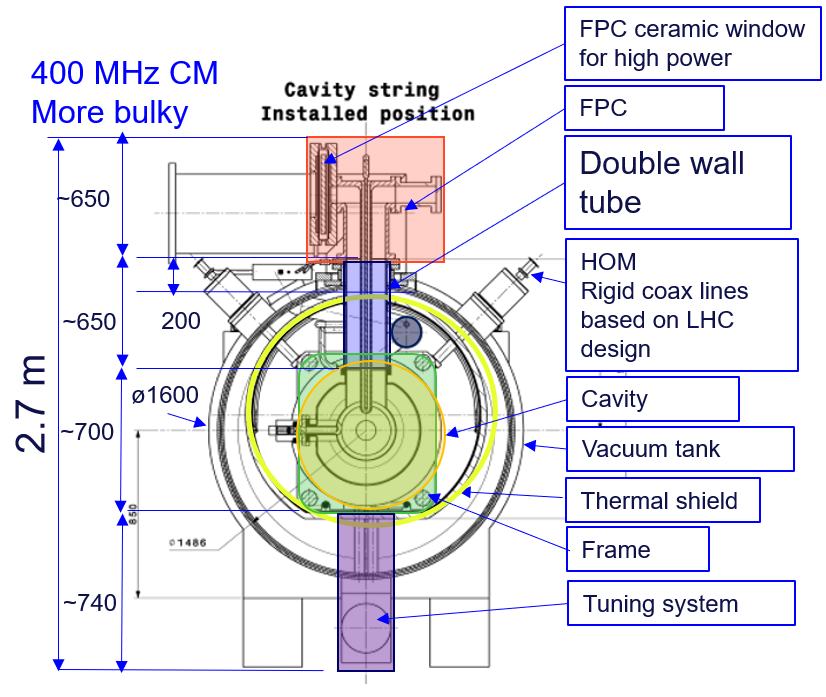 400 MHz CM
More bulky
Cavity string
Installed position
FPC ceramic window
for high power
FPC
Double wall
tube
HOM
Rigid coax lines
based on LHC
design
Cavity
Vacuum tank
Thermal shield
Frame
Tuning system
2.7 m
~650
~650
200
ø1600
~700
850
ø1486
~740